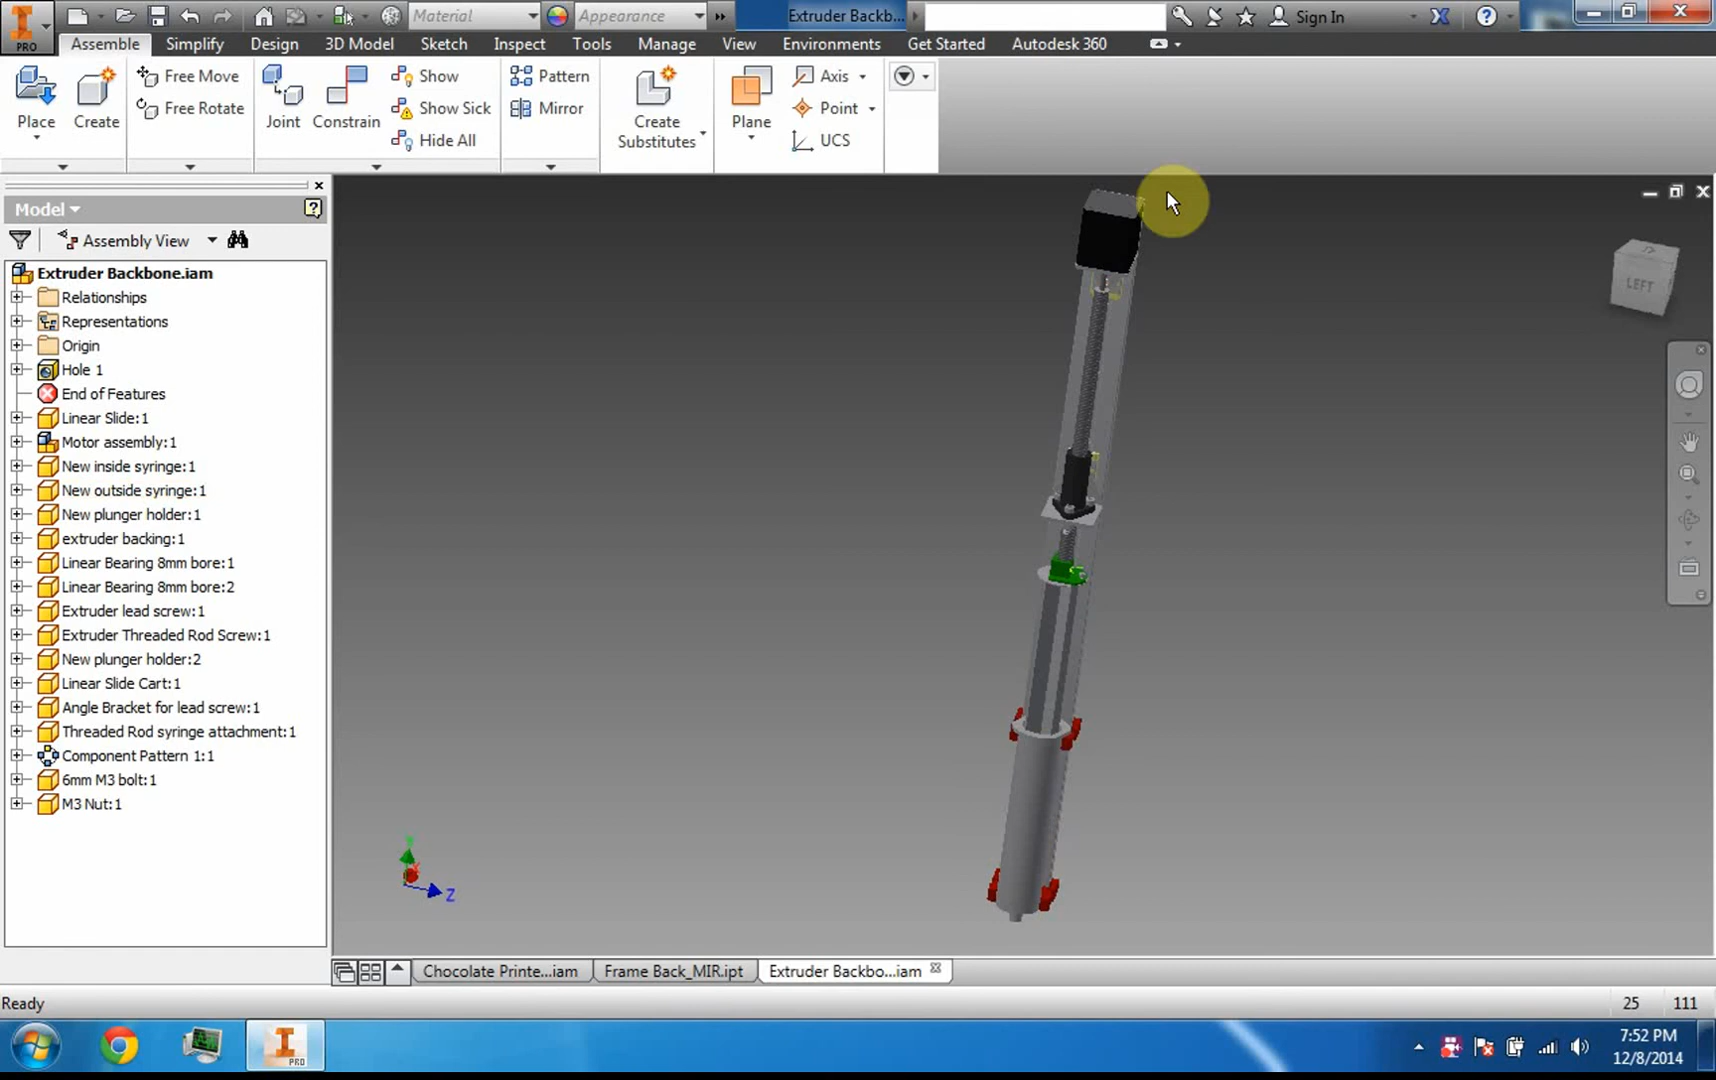 PRO
Material
Appearance
Extruder Backb...
Sign In
Assemble
Simplify
Design
3D Model
Sketch
Inspect
Tools
Manage
View
Environments
Get Started
Autodesk 360
Place
Create
Free Move
Free Rotate
Joint
Constrain
Show
Show Sick
Hide All
Pattern
Mirror
Create
Substitutes
Plane
Axis
Point
UCS
Model
Assembly View
Extruder Backbone.iam
Relationships
Representations
Origin
Hole 1
End of Features
Linear Slide:1
Motor assembly:1
New inside syringe:1
New outside syringe:1
New plunger holder:1
extruder backing:1
Linear Bearing 8mm bore:1
Linear Bearing 8mm bore:2
Extruder lead screw:1
Extruder Threaded Rod Screw:1
New plunger holder:2
Linear Slide Cart:1
Angle Bracket for lead screw:1
Threaded Rod syringe attachment:1
Component Pattern 1:1
6mm M3 bolt:1
M3 Nut:1
LEFT
Z
Chocolate Printe...iam
Frame Back_MIR.ipt
Extruder Backbo...iam
Ready
25
111
PRO
7:52 PM
12/8/2014